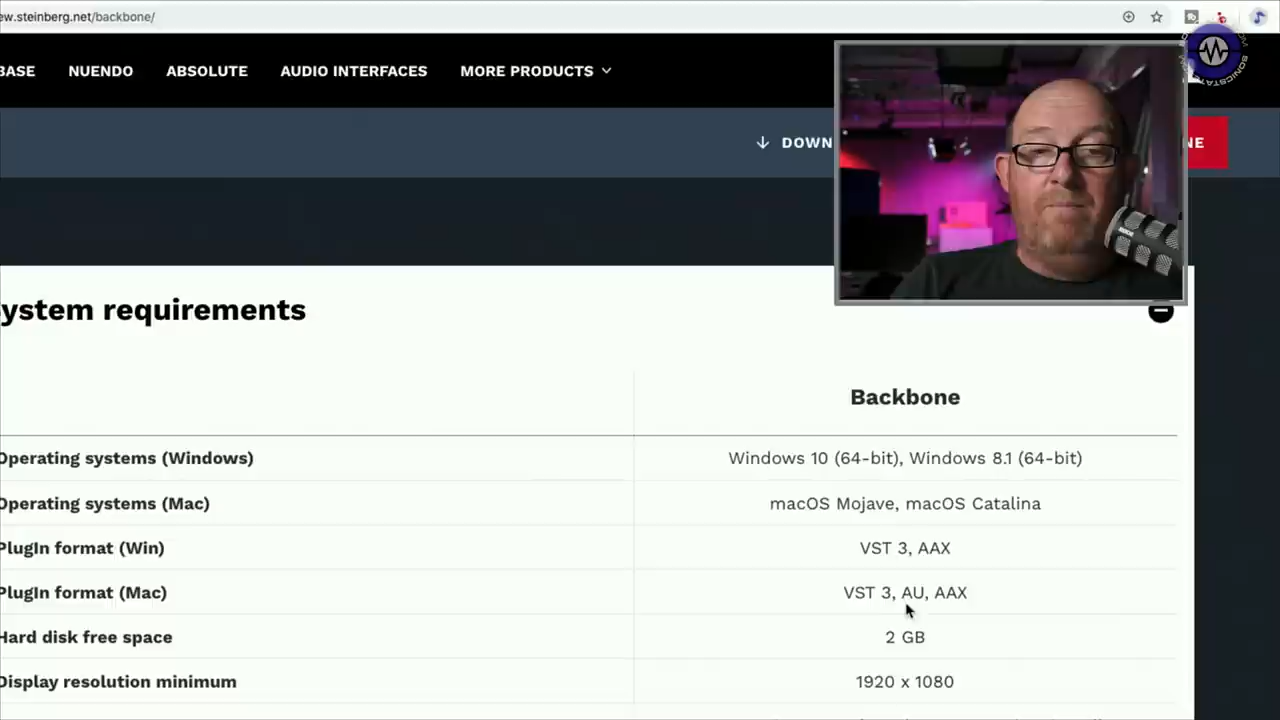 ew.steinberg.net/backbone/
BASE NUENDO ABSOLUTE AUDIO INTERFACES MORE PRODUCTS
DOWN
NE
ystem requirements
Backbone
Operating systems (Windows) Windows 10 (64-bit), Windows 8.1 (64-bit)
Operating systems (Mac) macOS Mojave, macOS Catalina
PlugIn format (Win) VST 3, AAX
PlugIn format (Mac) VST 3, AU, AAX
Hard disk free space 2 GB
Display resolution minimum 1920 x 1080